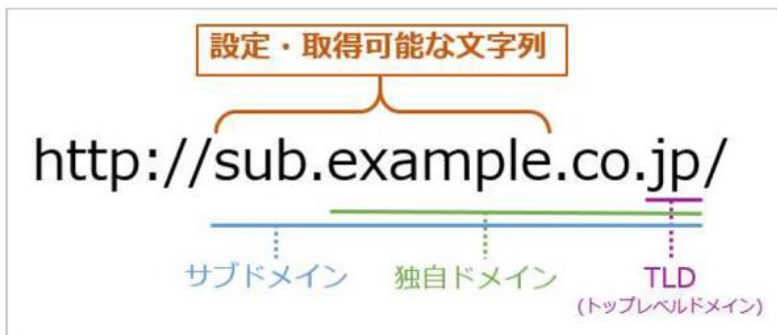 設定・取得可能な文字列
http://sub.example.co.jp/
サブドメイン 独自ドメイン TLD
(トップレベルドメイン)